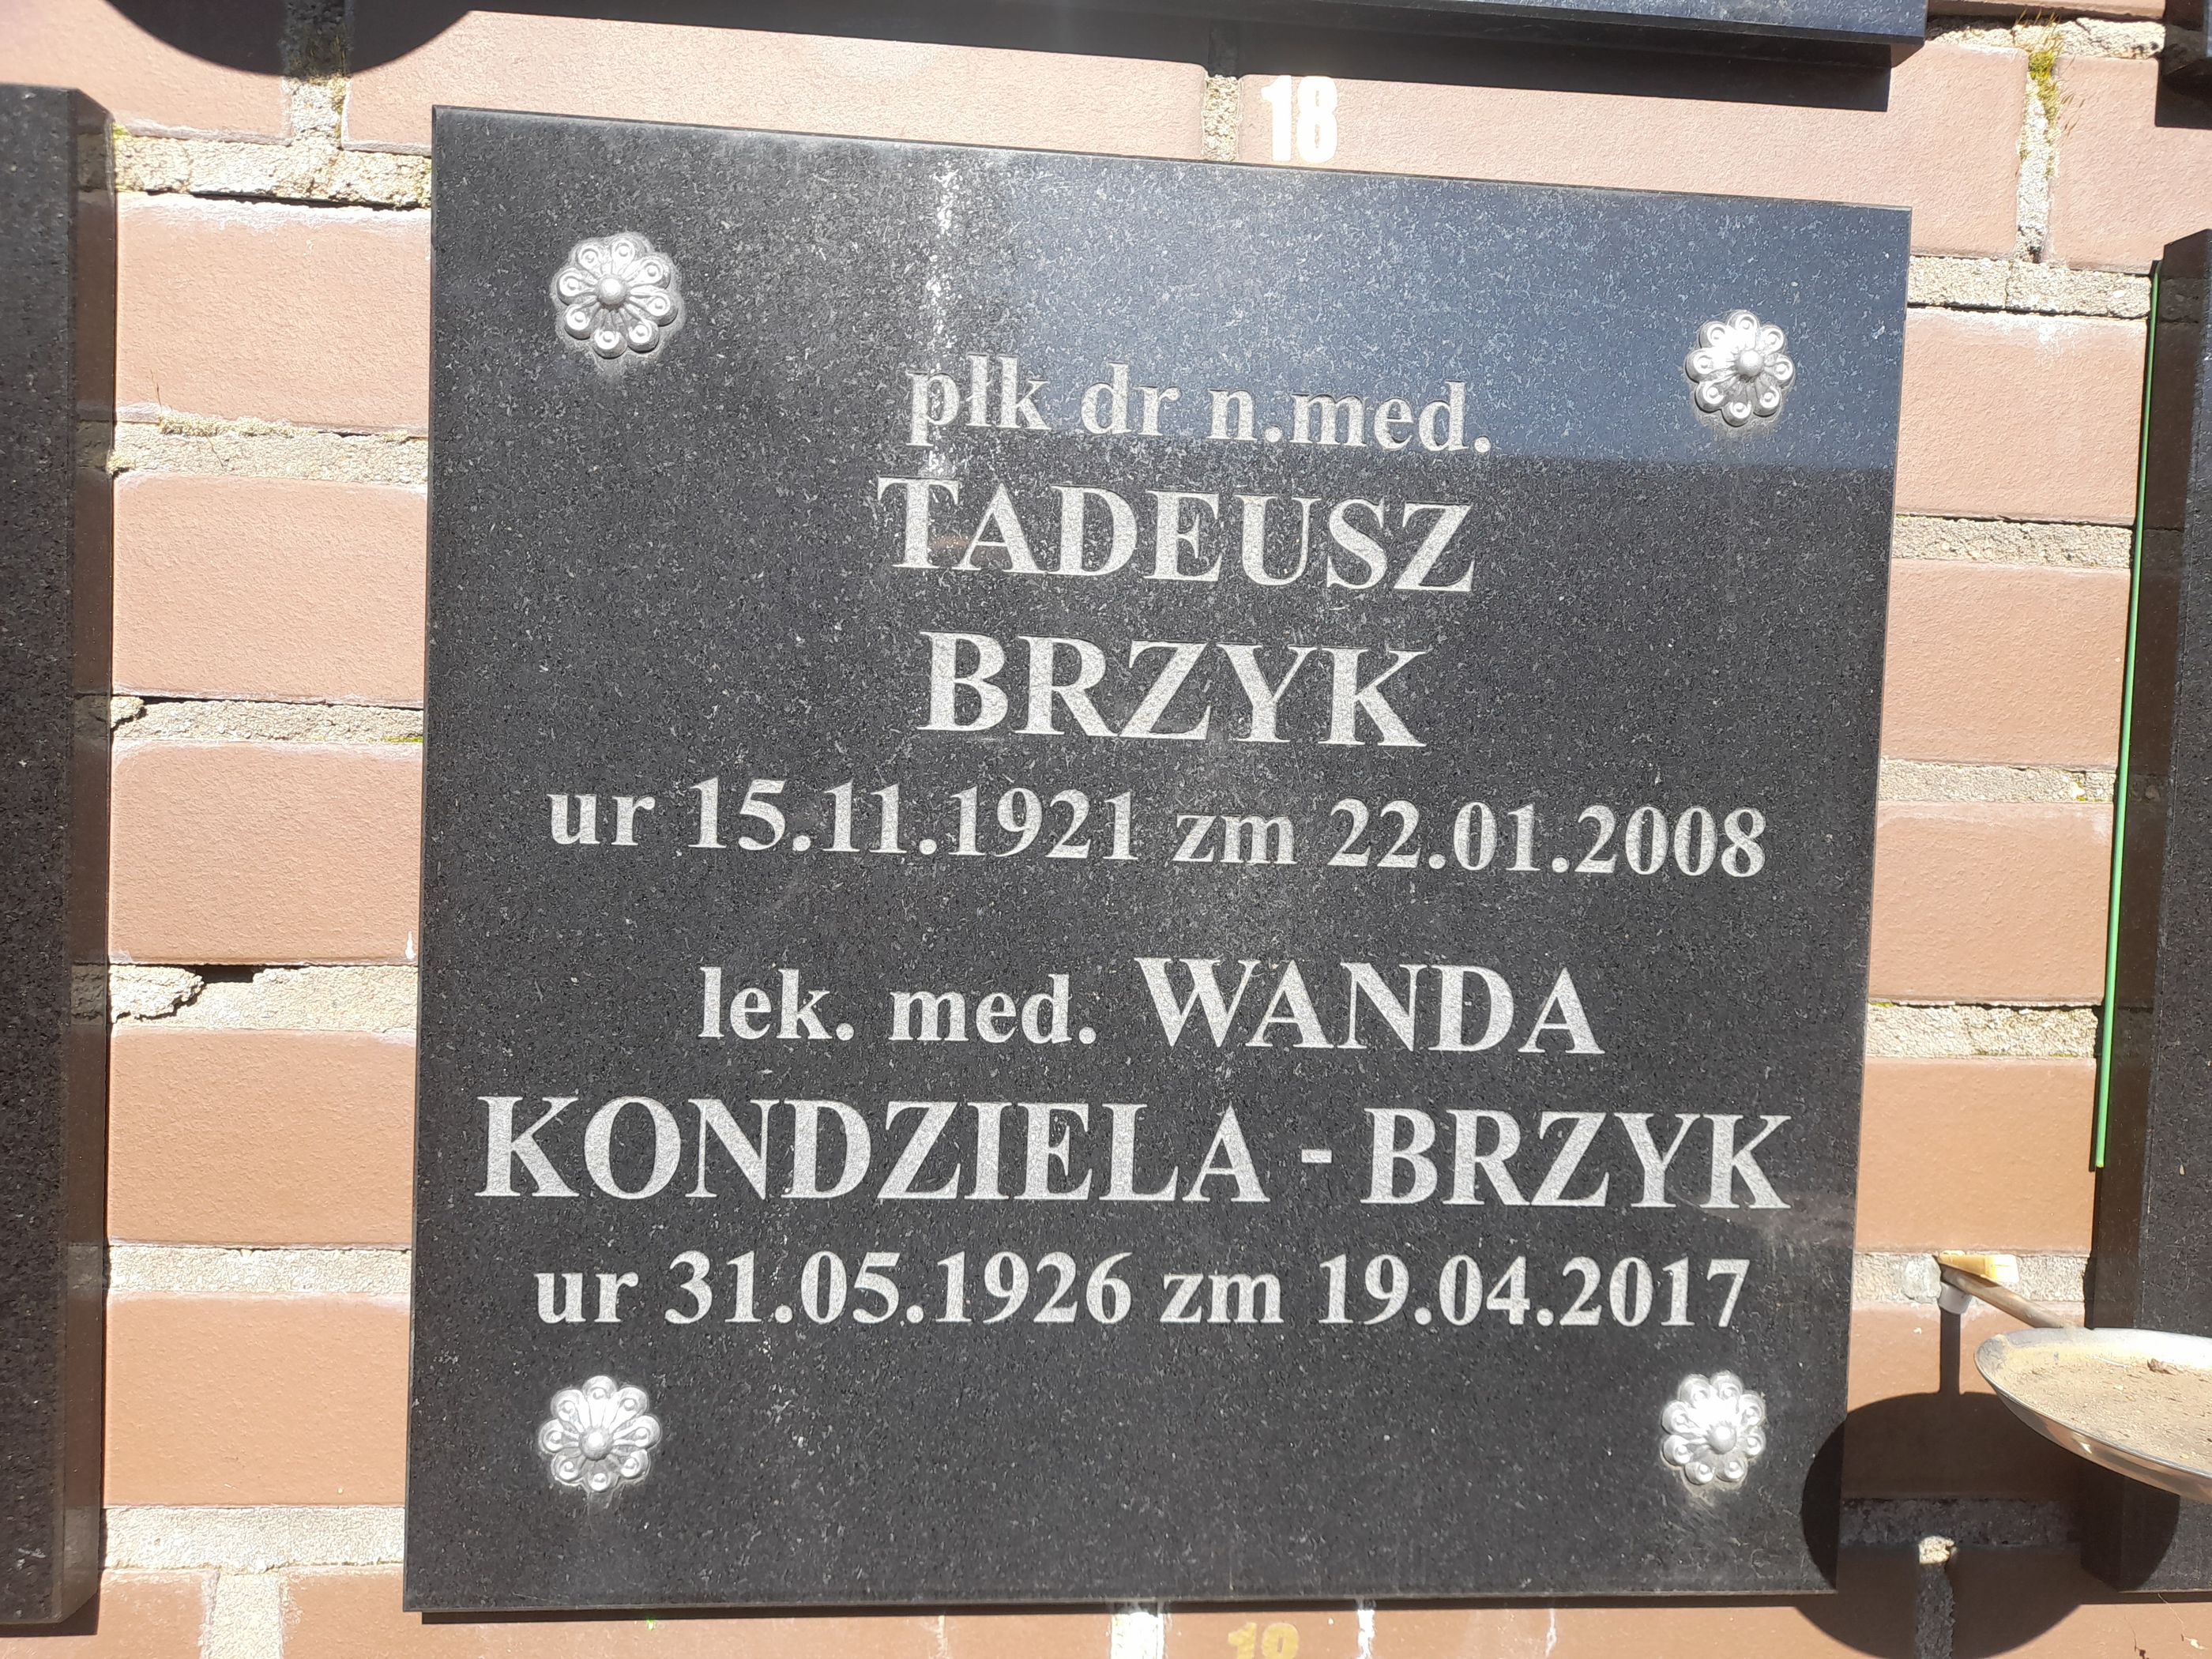 18
płk dr n.med.
TADEUSZ
BRZYK
ur 15.11.1921 zm 22.01.2008
lek. med. WANDA
KONDZIELA - BRZYK
ur 31.05.1926 zm 19.04.2017